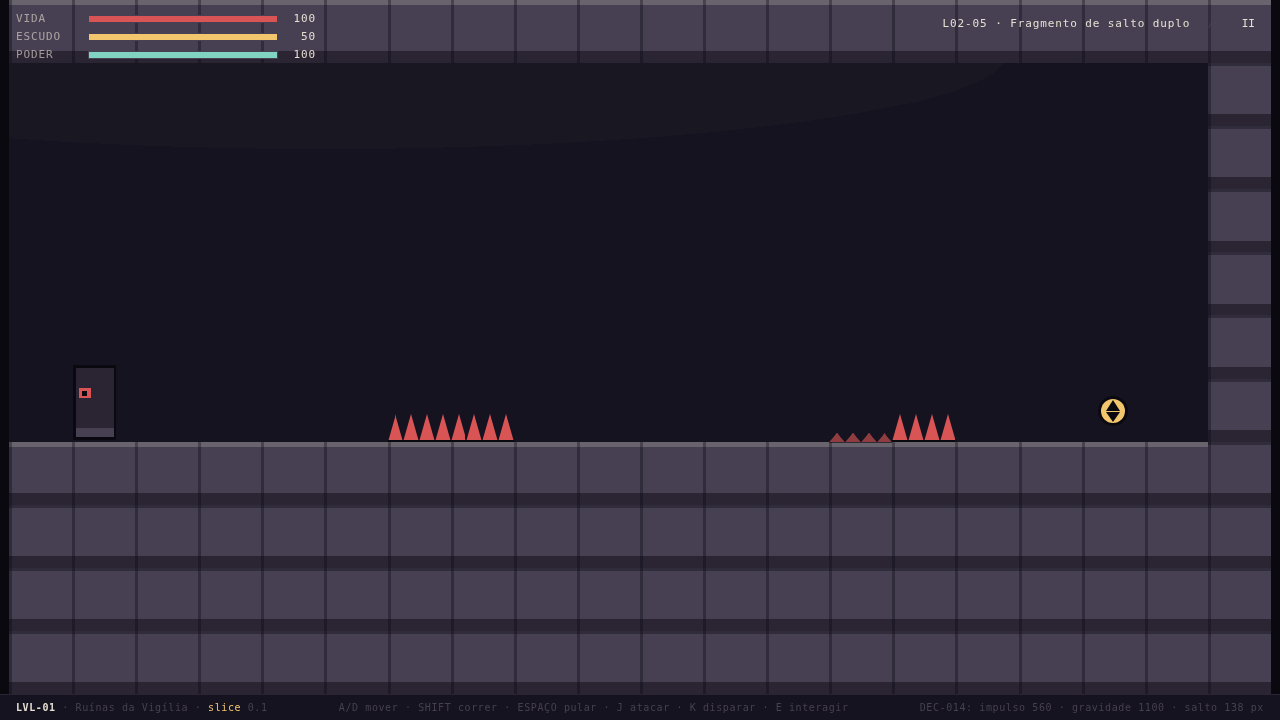 VIDA 100
ESCUDO 50
PODER 100
L02-05 · Fragmento de salto duplo II
LVL-01 · Ruínas da Vigília · slice 0.1
A/D mover · SHIFT correr · ESPAÇO pular · J atacar · K disparar · E interagir
DEC-014: impulso 560 · gravidade 1100 · salto 138 px